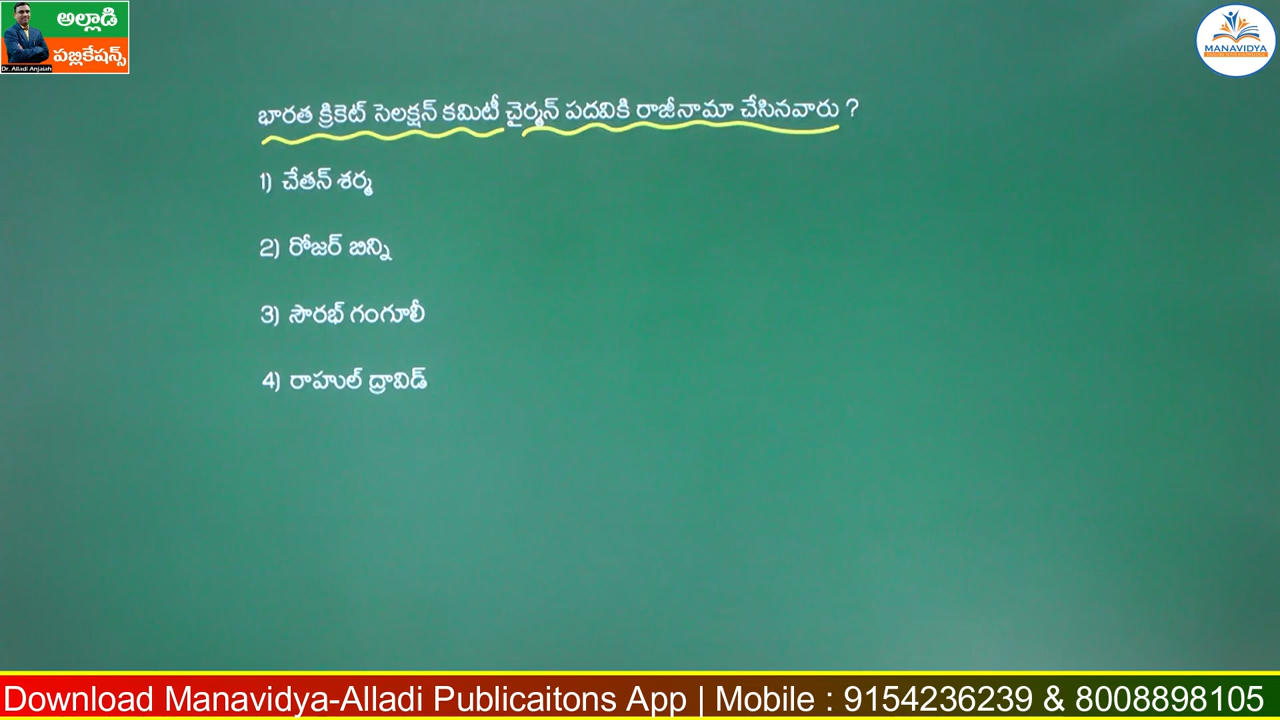 అల్లాడి
పబ్లికేషన్స్
Dr. Alladi Anjaiah
MANAVIDYA
భారత క్రికెట్ సెలక్షన్ కమిటీ చైర్మన్ పదవికి రాజీనామా చేసినవారు ?
1) చేతన్ శర్మ
2) రోజర్ బిన్ని
3) సౌరభ్ గంగూలీ
4) రాహుల్ ద్రావిడ్
Download Manavidya-Alladi Publicaitons App | Mobile : 9154236239 & 8008898105